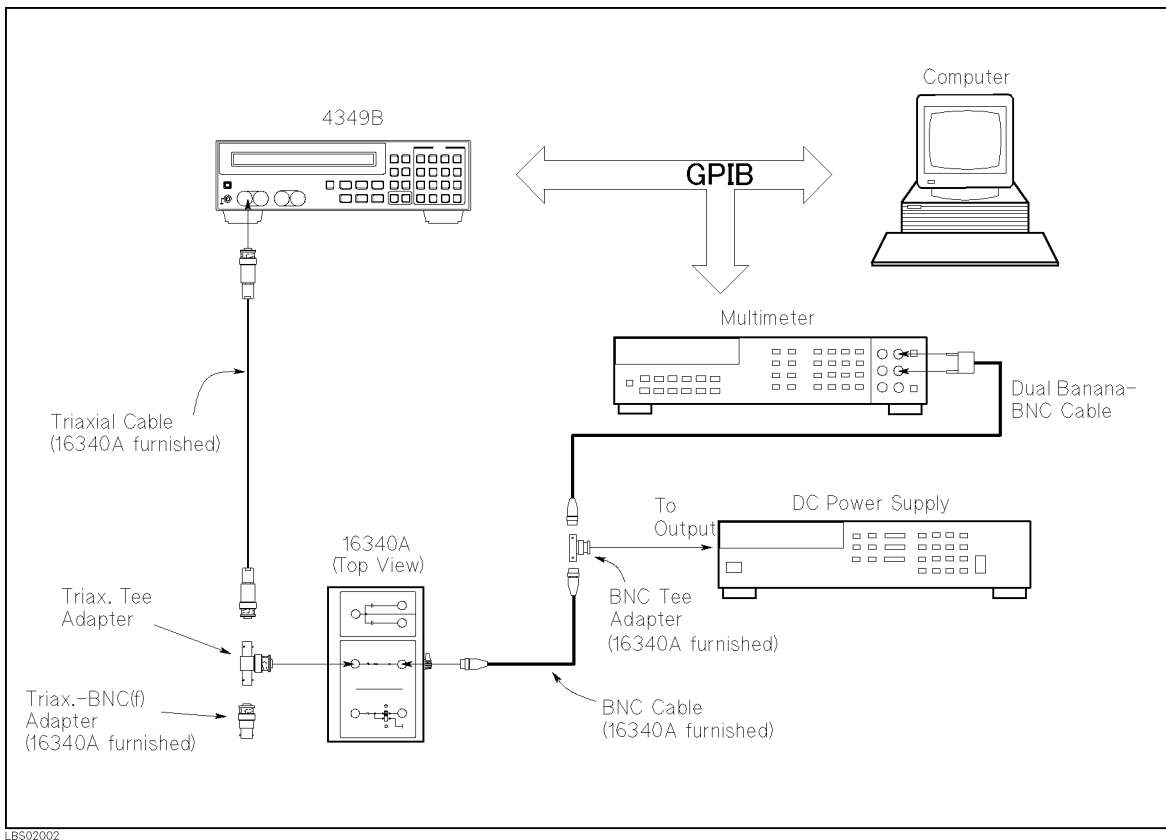 Computer
4349B
GPIB
Multimeter
Dual Banana-
BNC Cable
Triaxial Cable
(16340A furnished)
To
Output
DC Power Supply
16340A
(Top View)
Triax. Tee
Adapter
BNC Tee
Adapter
(16340A furnished)
Triax.-BNC(f)
Adapter
(16340A furnished)
BNC Cable
(16340A furnished)
LBS02002